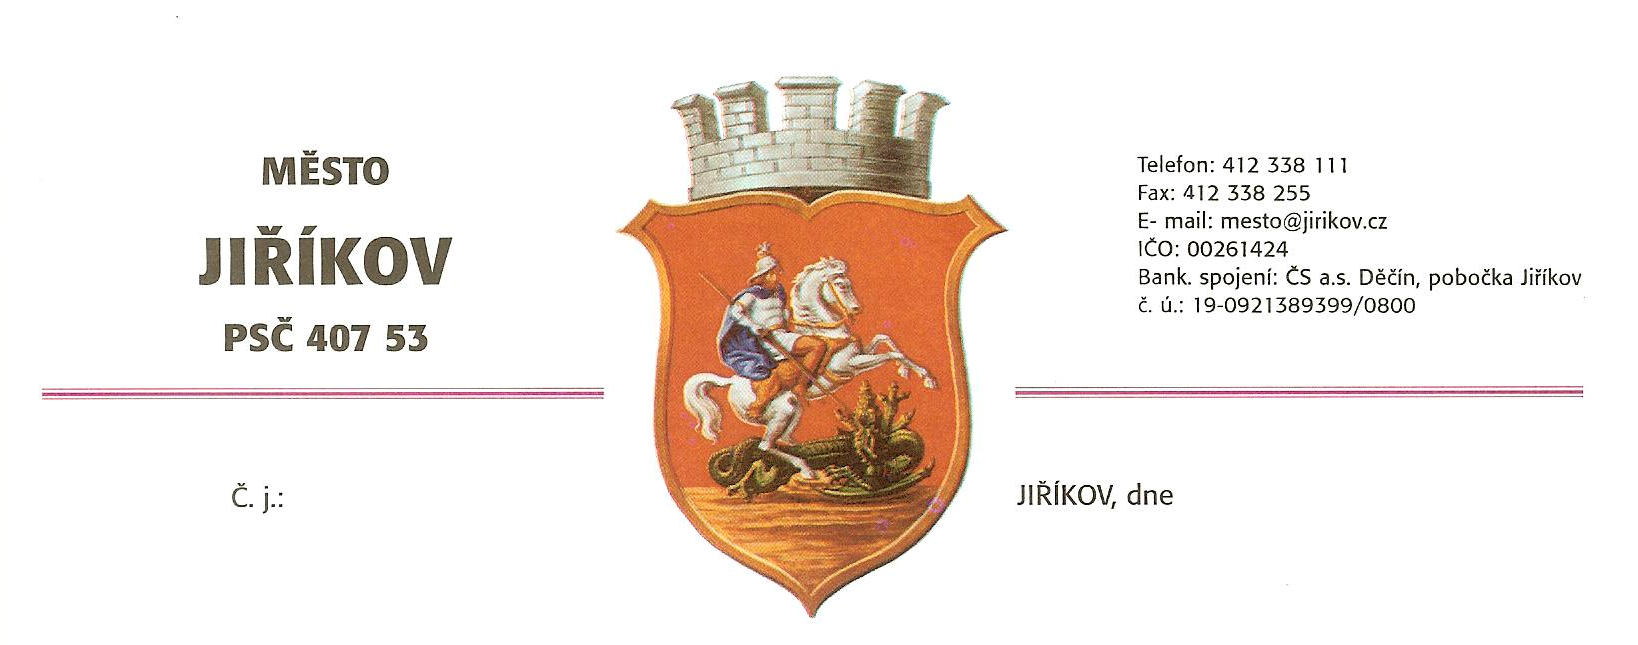 MĚSTO
JIŘÍKOV
PSČ 407 53
Telefon: 412 338 111
Fax: 412 338 255
E- mail: mesto@jirikov.cz
IČO: 00261424
Bank. spojení: ČS a.s. Děčín, pobočka Jiříkov
č. ú.: 19-0921389399/0800
Č. j.:
JIŘÍKOV, dne